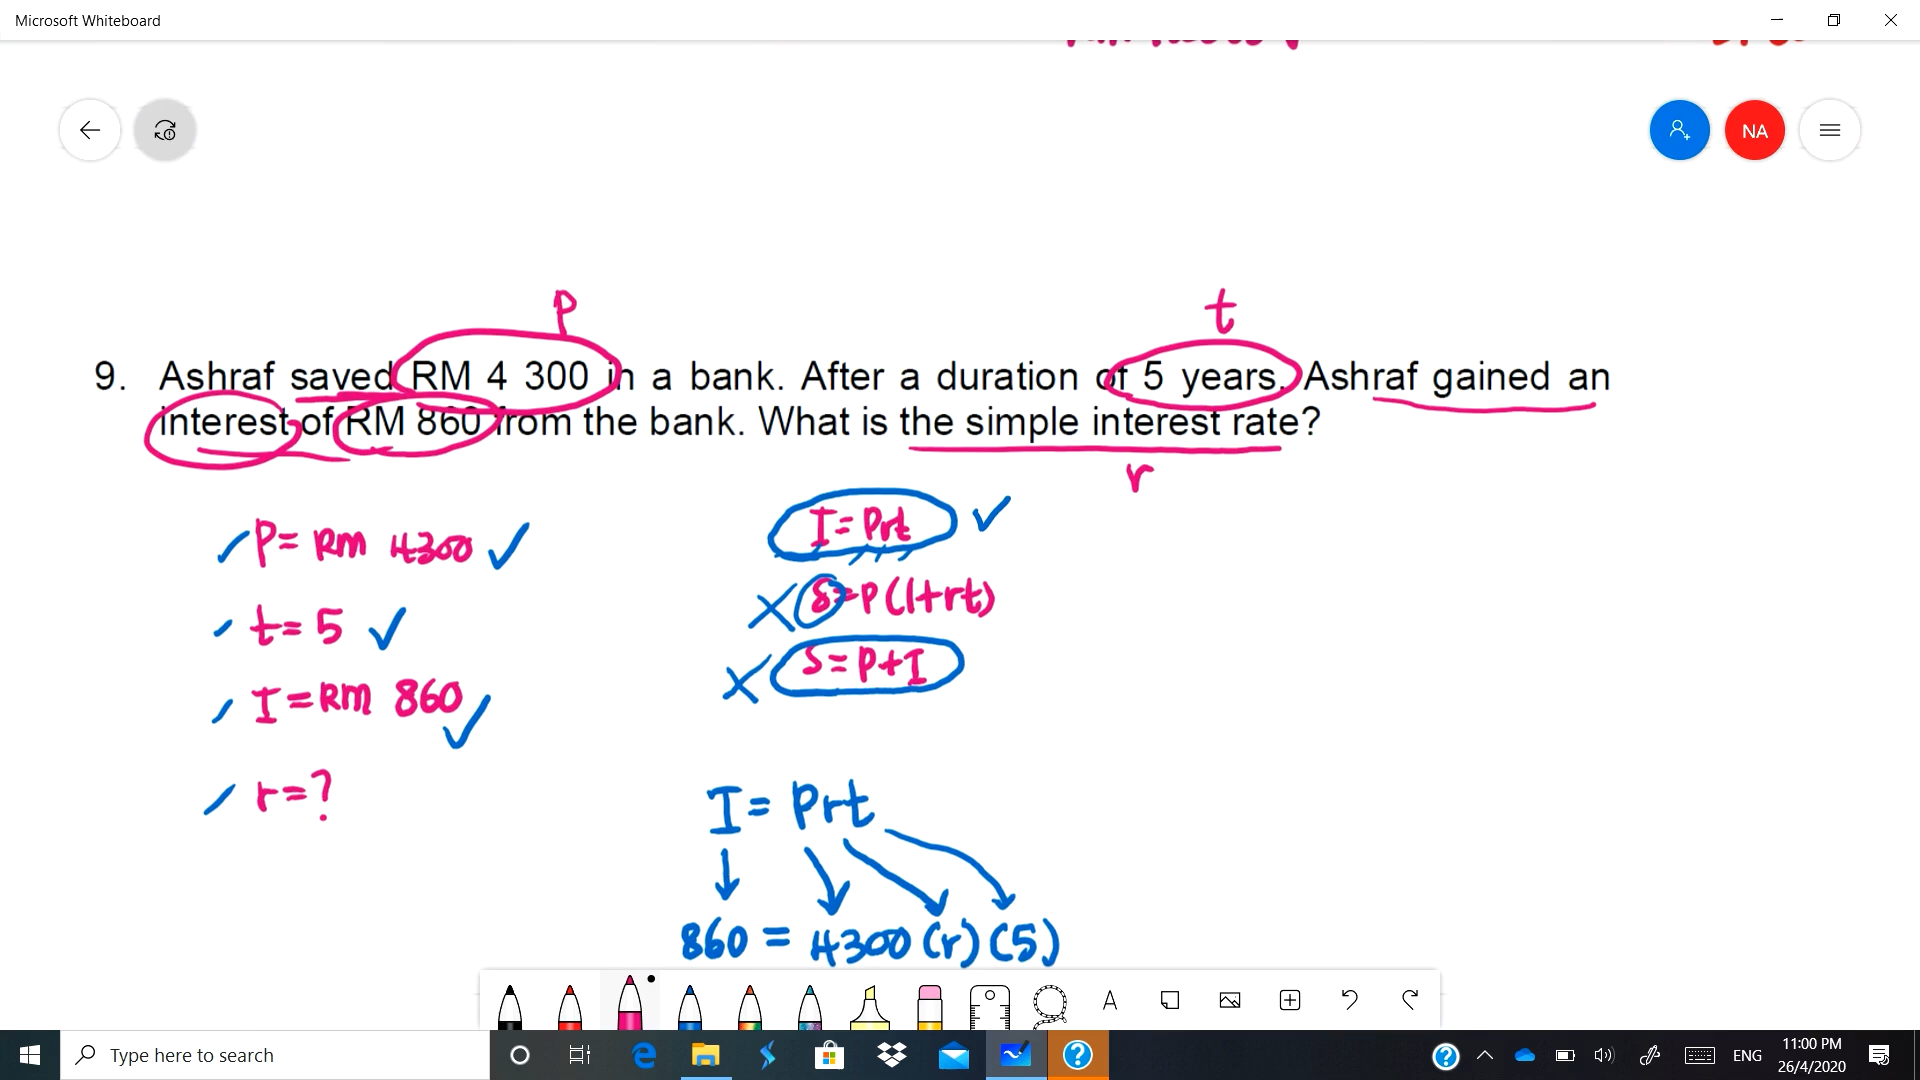 Microsoft Whiteboard
NA
P
t
9. Ashraf saved RM 4 300 in a bank. After a duration of 5 years. Ashraf gained an
interest of RM 860 from the bank. What is the simple interest rate?
r
P= RM 4300
t= 5
I = RM 860
r=?
I= Prt
S=P(1+rt)
S=P+I
I= Prt
860 = 4300 (r) (5)
A
Type here to search
ENG
11:00 PM
26/4/2020